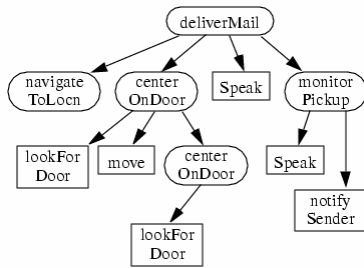 deliverMail
navigate
ToLocn
center
OnDoor
Speak
monitor
Pickup
lookFor
Door
move
center
OnDoor
Speak
lookFor
Door
notify
Sender